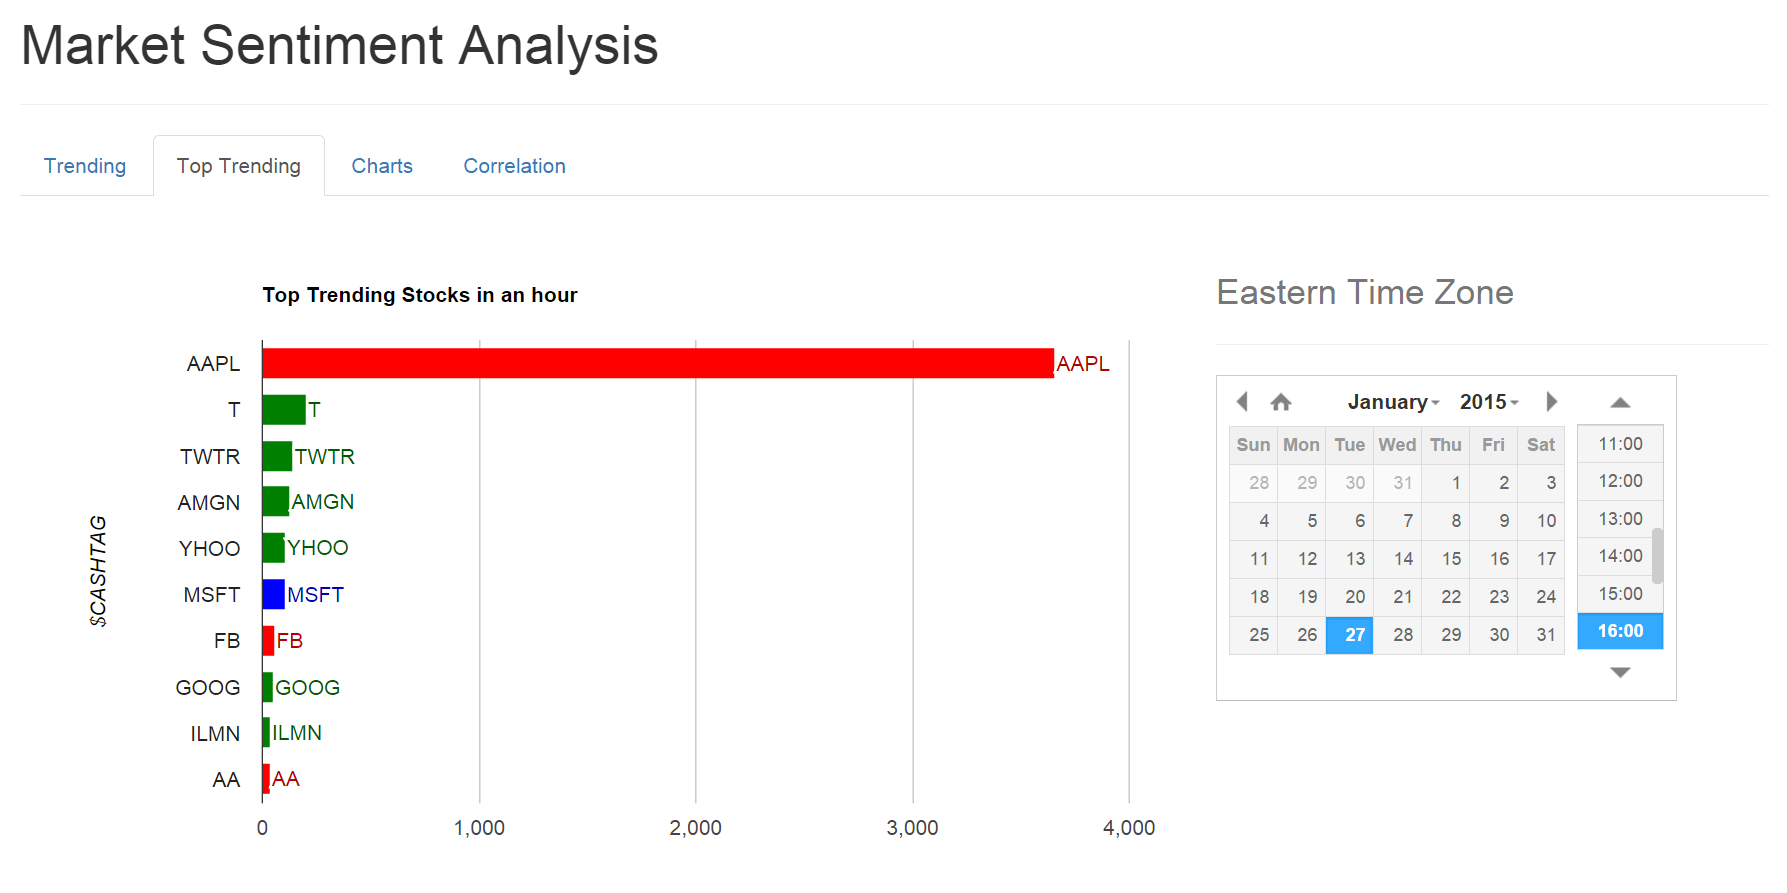 Market Sentiment Analysis
Trending Top Trending Charts Correlation
Top Trending Stocks in an hour
$CASHTAG
AAPL AAPL
T T
TWTR TWTR
AMGN AMGN
YHOO YHOO
MSFT MSFT
FB FB
GOOG GOOG
ILMN ILMN
AA AA
0 1,000 2,000 3,000 4,000
Eastern Time Zone
January 2015
Sun Mon Tue Wed Thu Fri Sat
28 29 30 31 1 2 3
4 5 6 7 8 9 10
11 12 13 14 15 16 17
18 19 20 21 22 23 24
25 26 27 28 29 30 31
11:00
12:00
13:00
14:00
15:00
16:00